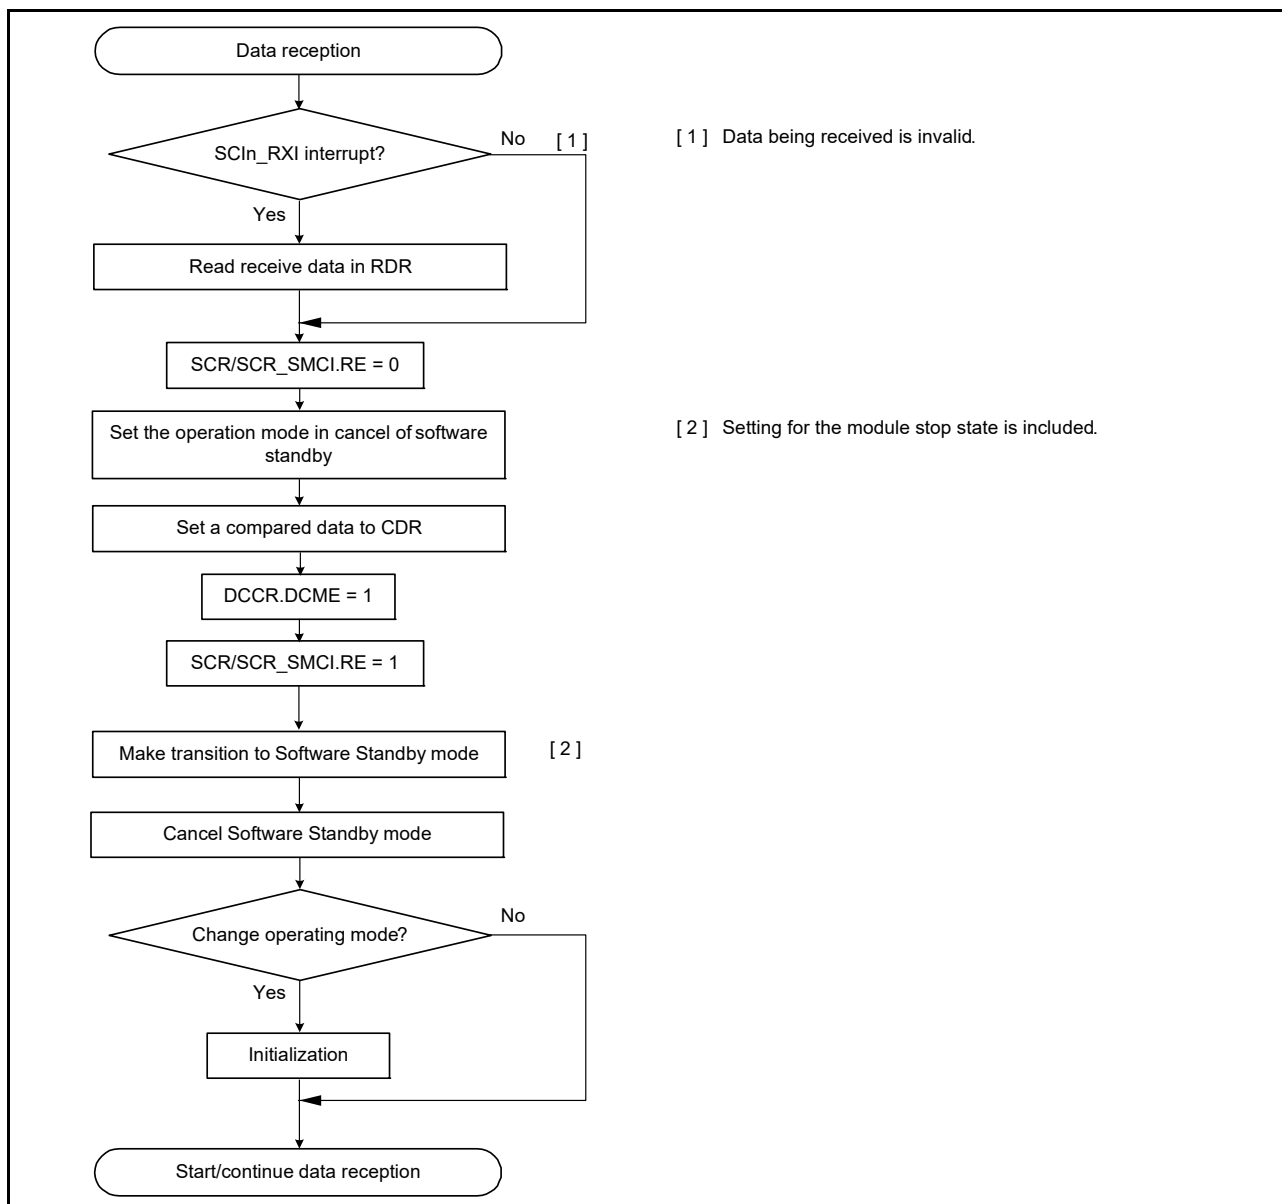 Data reception
SCIn_RXI interrupt?
No
[ 1 ]
[ 1 ] Data being received is invalid.
Yes
Read receive data in RDR
SCR/SCR_SMCI.RE = 0
Set the operation mode in cancel of software
standby
[ 2 ] Setting for the module stop state is included.
Set a compared data to CDR
DCCR.DCME = 1
SCR/SCR_SMCI.RE = 1
Make transition to Software Standby mode
[ 2 ]
Cancel Software Standby mode
Change operating mode?
No
Yes
Initialization
Start/continue data reception